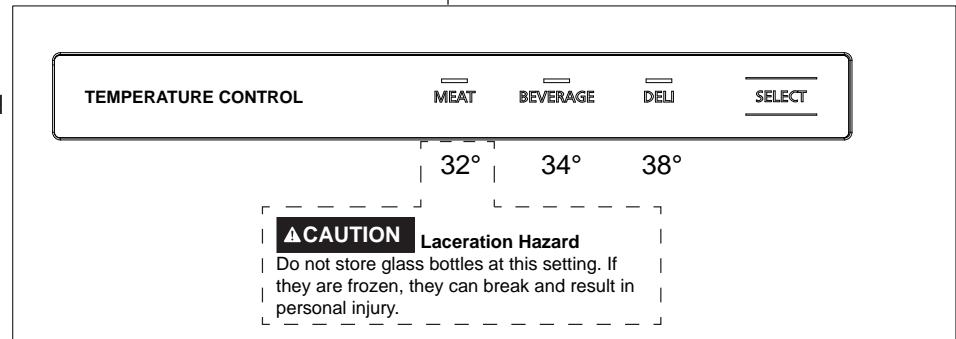 TEMPERATURE CONTROL MEAT BEVERAGE DELI SELECT
32° 34° 38°
⚠CAUTION Laceration Hazard
Do not store glass bottles at this setting. If
they are frozen, they can break and result in
personal injury.